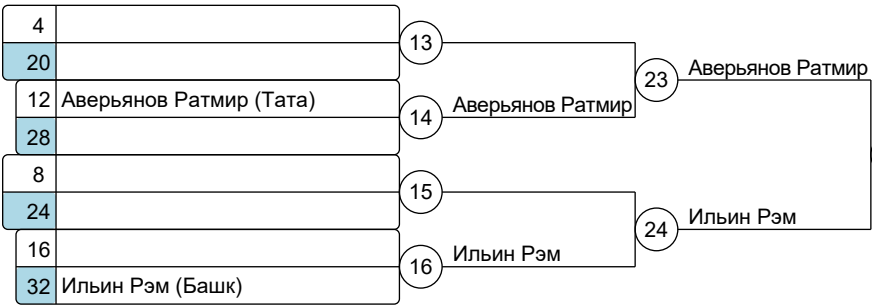 4
13
20
23 Аверьянов Ратмир
12 Аверьянов Ратмир (Тата)
14 Аверьянов Ратмир
28
8
15
24
24 Ильин Рэм
16
16 Ильин Рэм
32 Ильин Рэм (Башк)